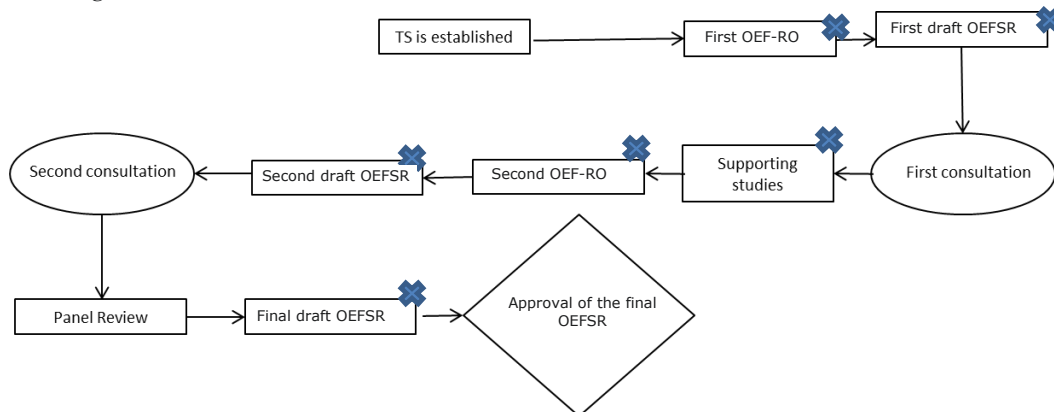 TS is established
First OEF-RO
First draft OEFSR
First consultation
Supporting
studies
Second OEF-RO
Second draft OEFSR
Second consultation
Panel Review
Final draft OEFSR
Approval of the final
OEFSR